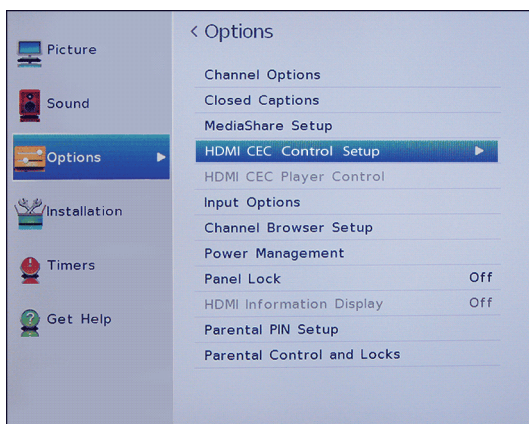 Picture
Sound
Options
Installation
Timers
Get Help
< Options
Channel Options
Closed Captions
MediaShare Setup
HDMI CEC Control Setup
HDMI CEC Player Control
Input Options
Channel Browser Setup
Power Management
Panel Lock Off
HDMI Information Display Off
Parental PIN Setup
Parental Control and Locks